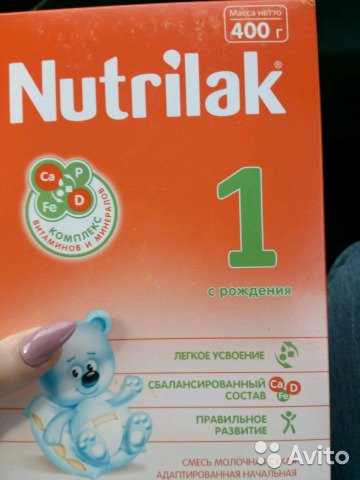 Масса нетто
400 г
Nutrilak®
Ca P
Fe D
КОМПЛЕКС
ВИТАМИНОВ И МИНЕРАЛОВ
1
с рождения
ЛЕГКОЕ УСВОЕНИЕ
СБАЛАНСИРОВАННЫЙ
СОСТАВ
Ca D
Fe
ПРАВИЛЬНОЕ
РАЗВИТИЕ
СМЕСЬ МОЛОЧНАЯ СУХАЯ
АДАПТИРОВАННАЯ НАЧАЛЬНАЯ
Avito